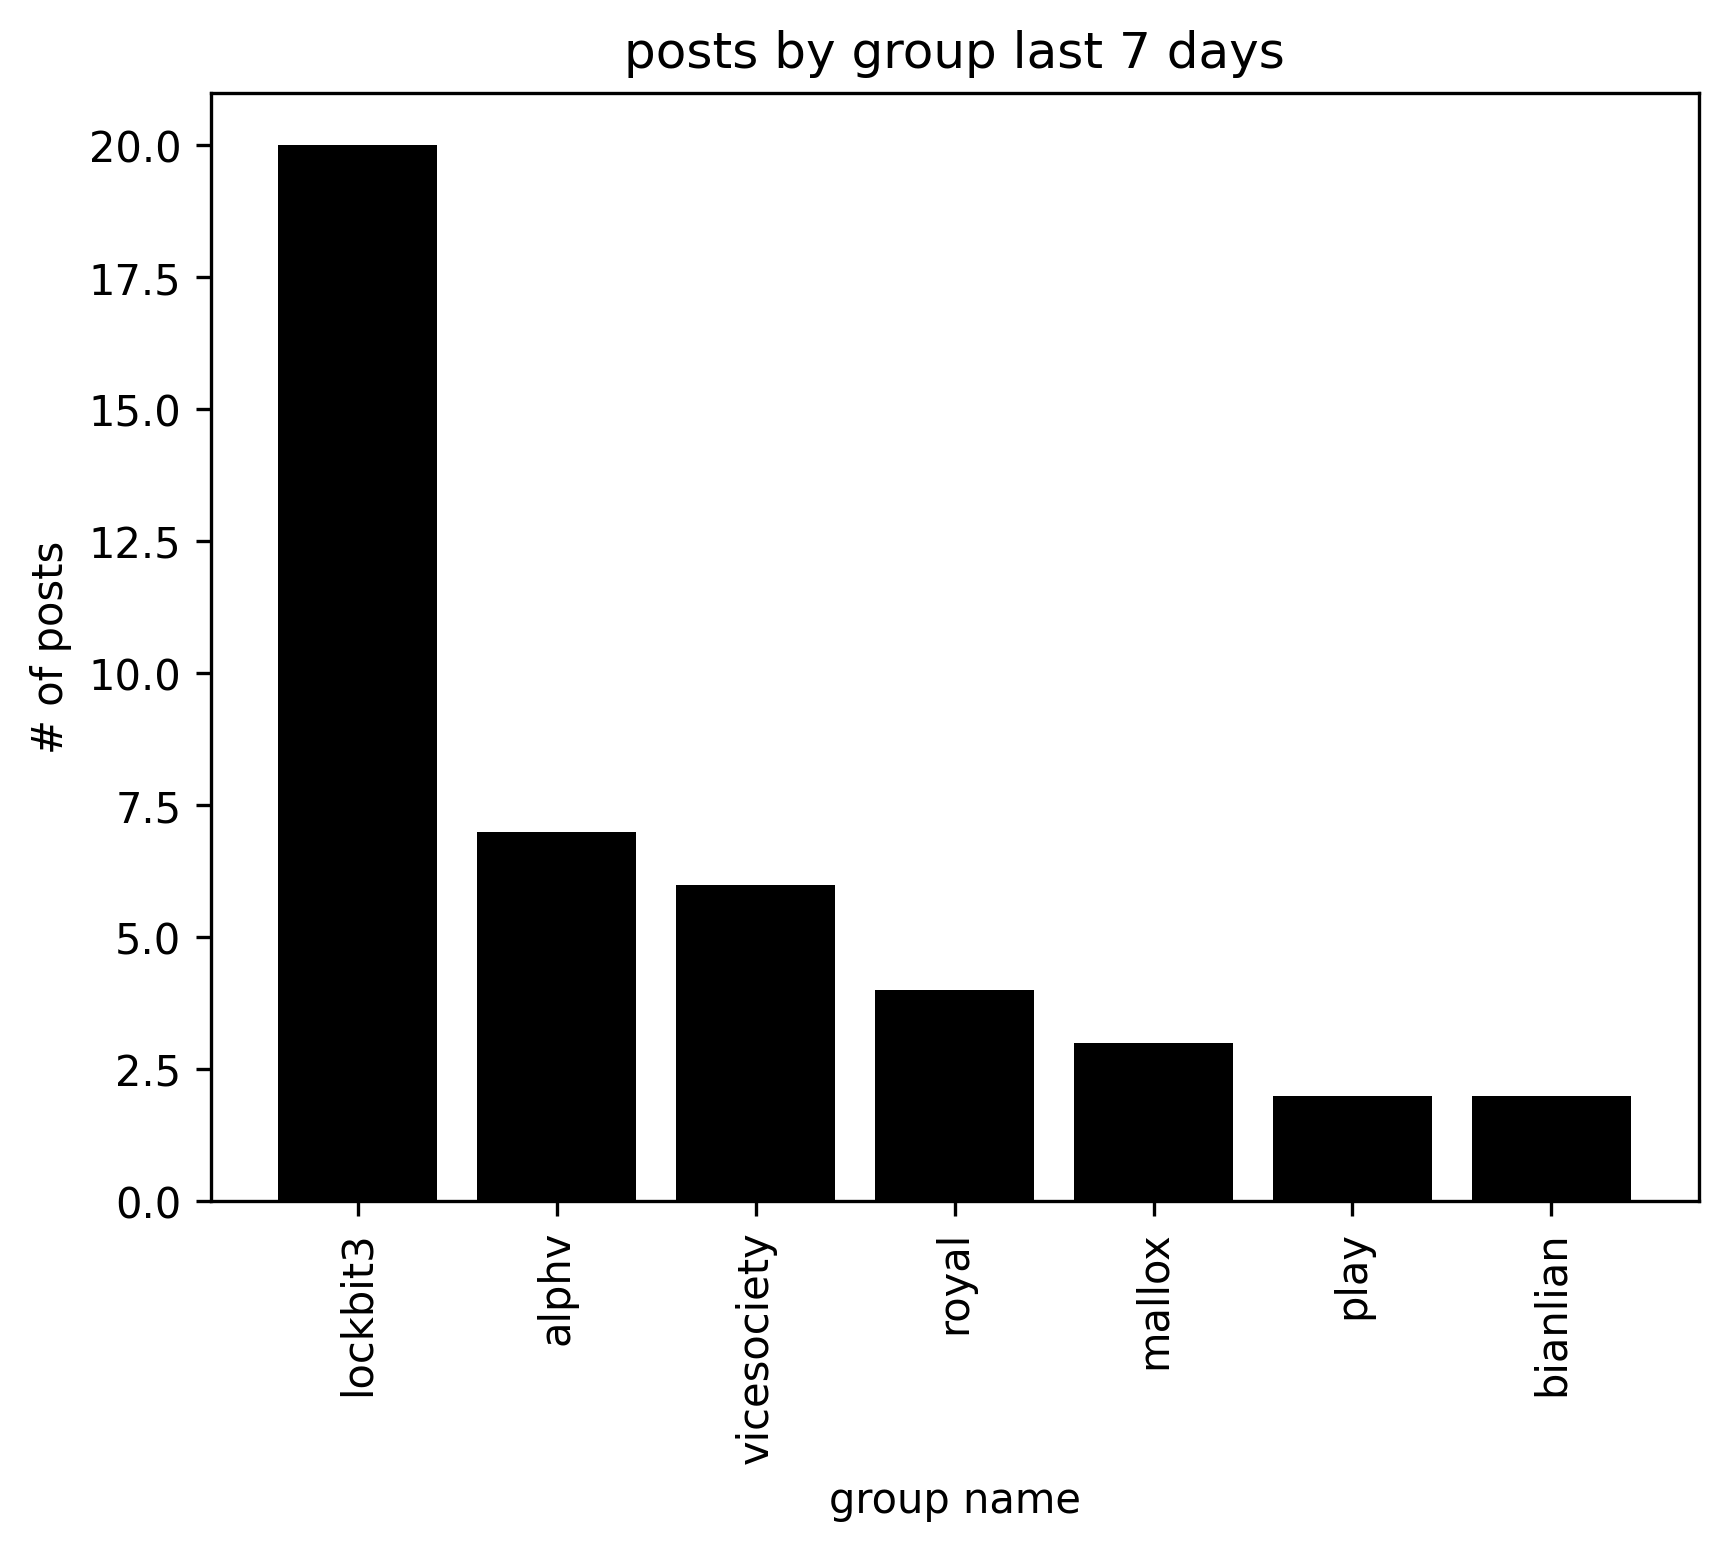 posts by group last 7 days
# of posts
20.0
17.5
15.0
12.5
10.0
7.5
5.0
2.5
0.0
lockbit3
alphv
vicesociety
royal
mallox
play
bianlian
group name